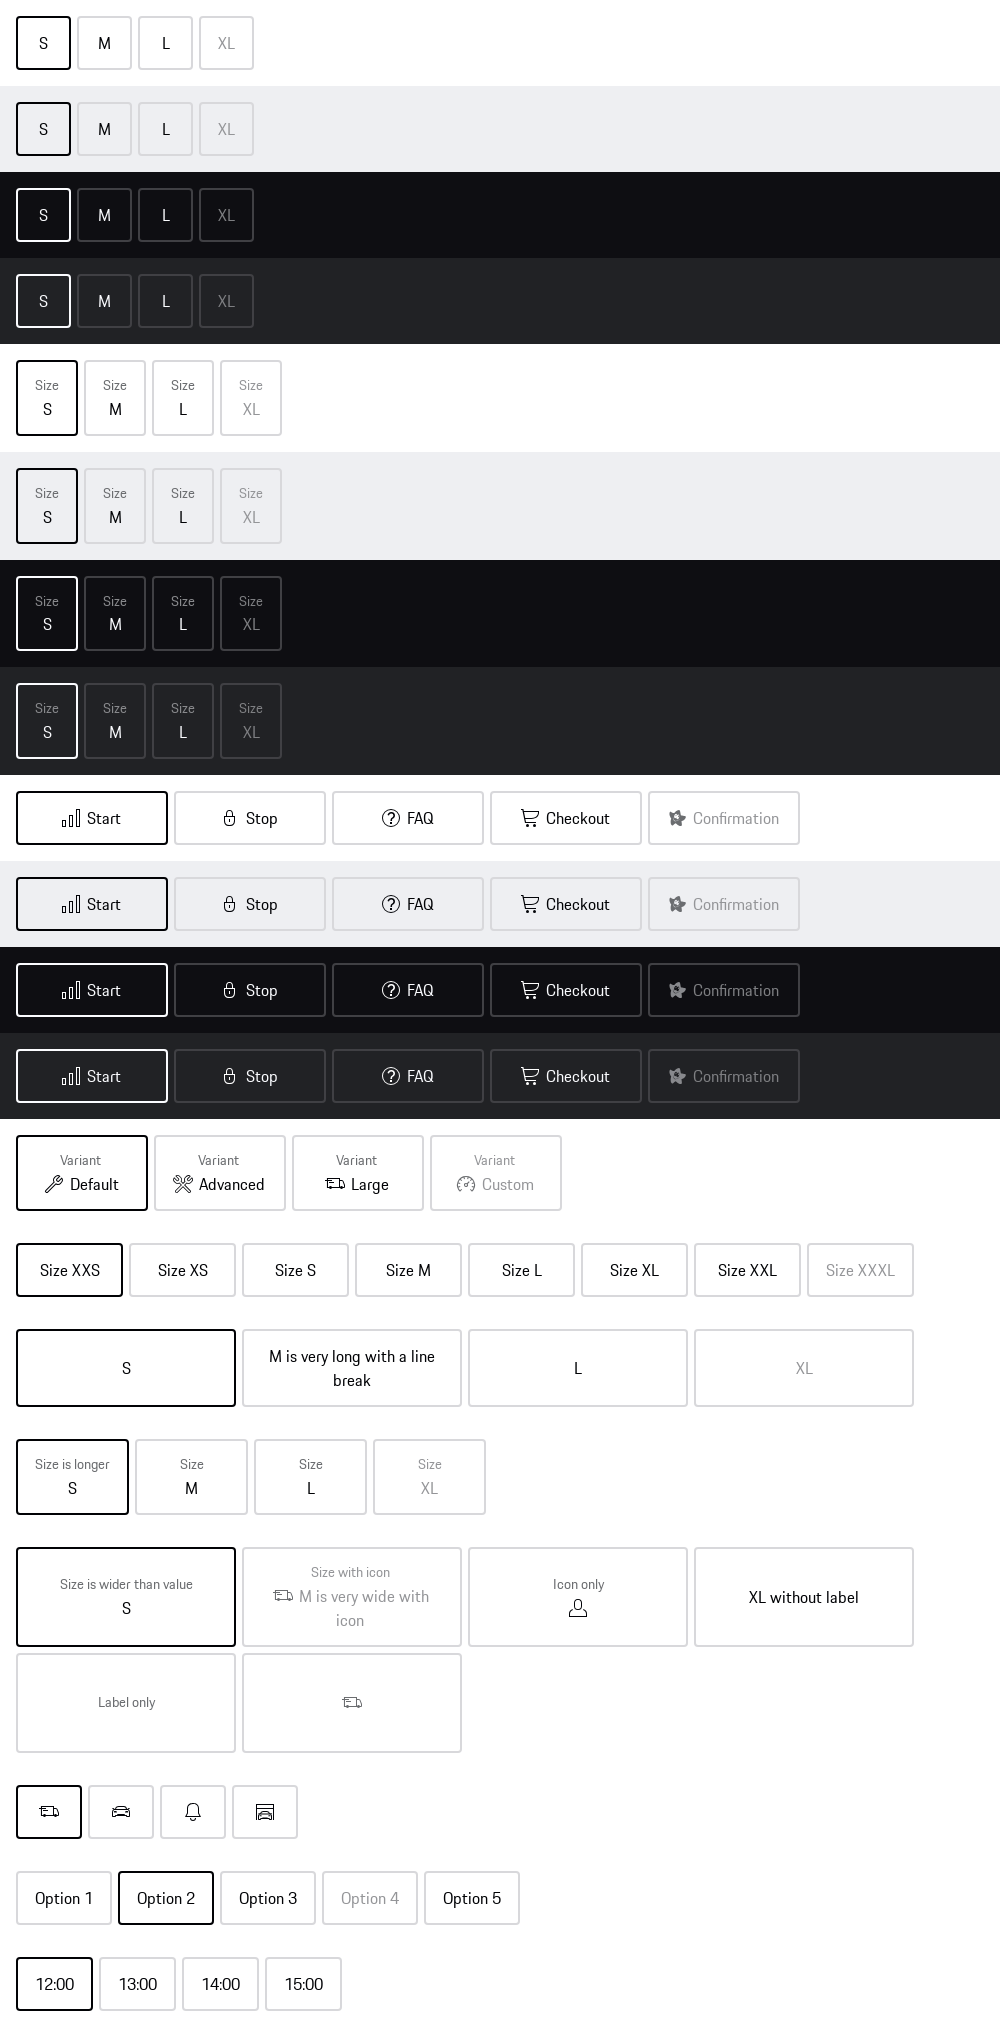 S M L XL
S M L XL
S M L XL
S M L XL
Size Size Size Size
S M L XL
Size Size Size Size
S M L XL
Size Size Size Size
S M L XL
Size Size Size Size
S M L XL
Start Stop FAQ Checkout Confirmation
Start Stop FAQ Checkout Confirmation
Start Stop FAQ Checkout Confirmation
Start Stop FAQ Checkout Confirmation
Variant Variant Variant Variant
Default Advanced Large Custom
Size XXS Size XS Size S Size M Size L Size XL Size XXL Size XXXL
S M is very long with a line L XL
break
Size is longer Size Size Size
S M L XL
Size is wider than value Size with icon Icon only XL without label
S M is very wide with
icon
Label only
Option 1 Option 2 Option 3 Option 4 Option 5
12:00 13:00 14:00 15:00